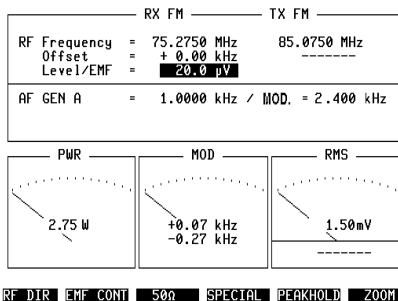 RX FM TX FM
RF Frequency = 75.2750 MHz 85.0750 MHz
Offset = + 0.00 kHz -------
Level/EMF = 20.0 µV
AF GEN A = 1.0000 kHz / MOD. = 2.400 kHz
PWR MOD RMS
2.75 W +0.07 kHz 1.50mV
-0.27 kHz
-------
RF DIR EMF CONT 50Ω SPECIAL PEAKHOLD ZOOM